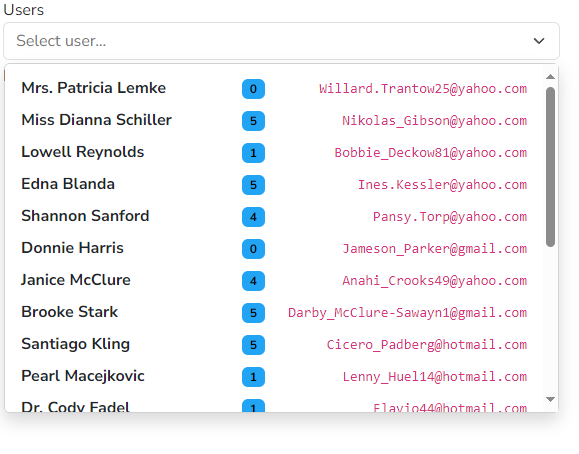 Users
Select user...
Mrs. Patricia Lemke 0 Willard.Trantow25@yahoo.com
Miss Dianna Schiller 5 Nikolas_Gibson@yahoo.com
Lowell Reynolds 1 Bobbie_Deckow81@yahoo.com
Edna Blanda 5 Ines.Kessler@yahoo.com
Shannon Sanford 4 Pansy.Torp@yahoo.com
Donnie Harris 0 Jameson_Parker@gmail.com
Janice McClure 4 Anahi_Crooks49@yahoo.com
Brooke Stark 5 Darby_McClure-Sawayn1@gmail.com
Santiago Kling 5 Cicero_Padberg@hotmail.com
Pearl Macejkovic 1 Lenny_Huel14@hotmail.com
Dr. Cody Fadel 1 Flavio44@hotmail.com